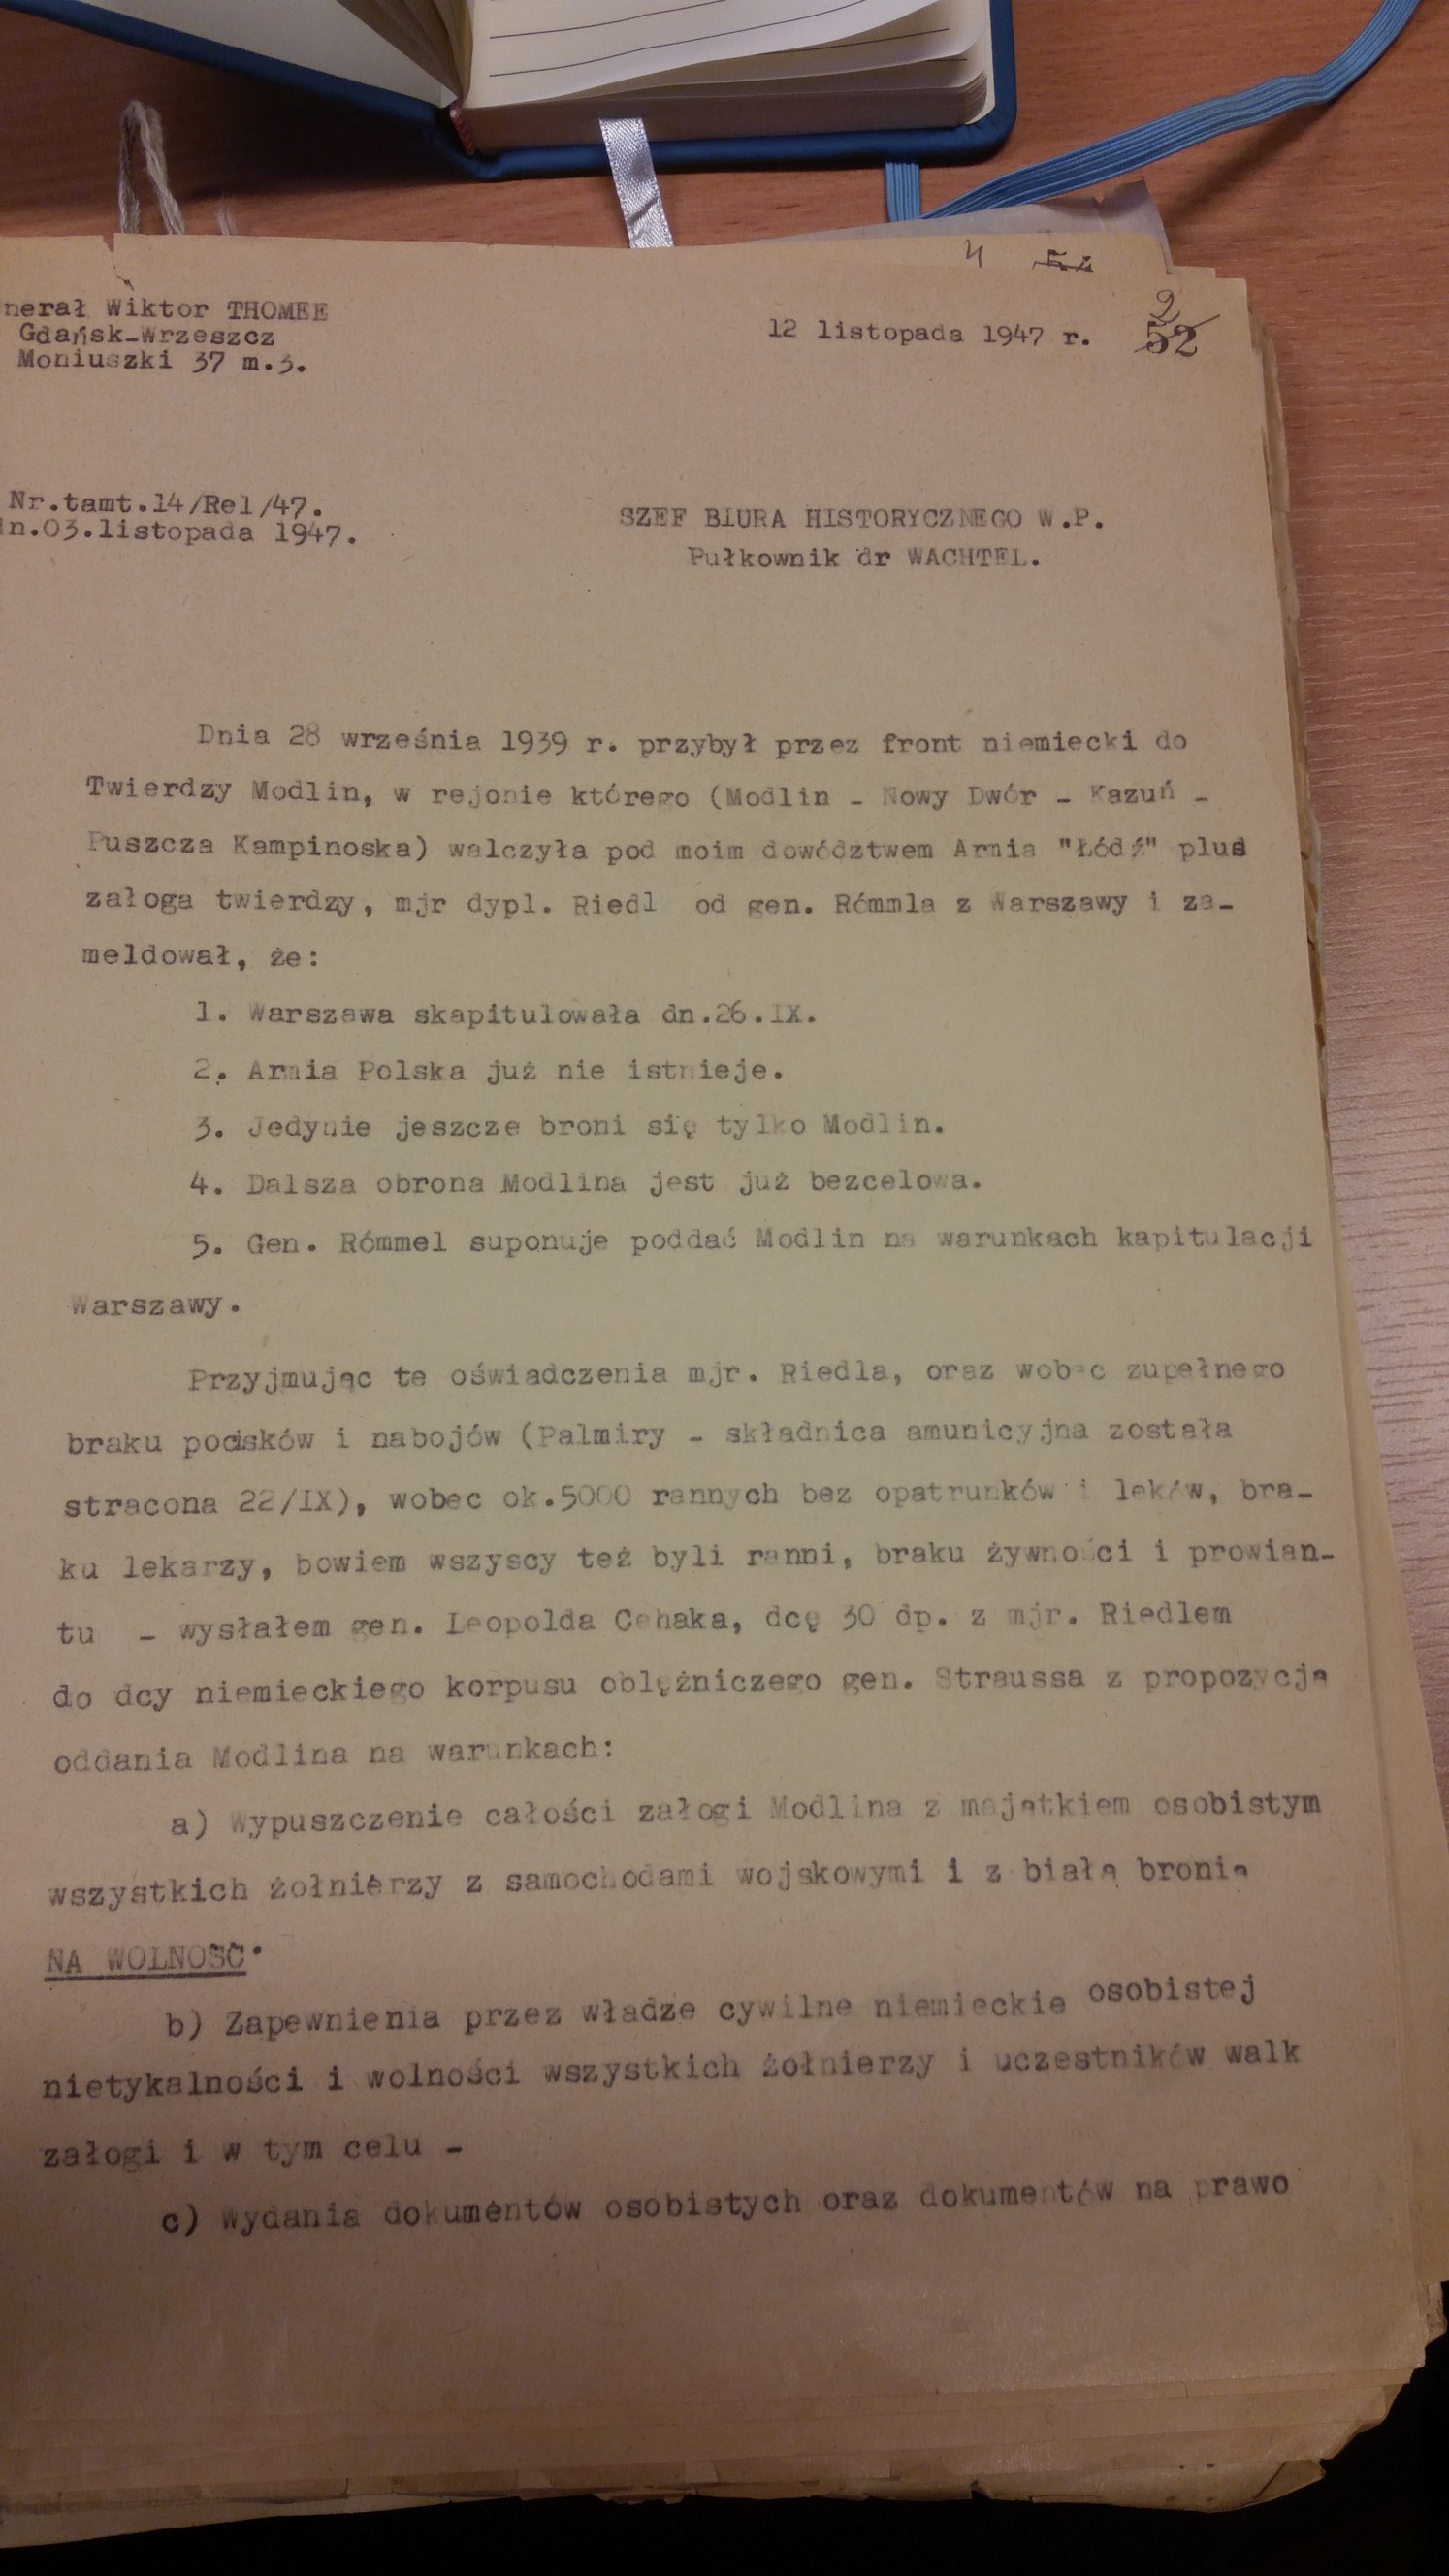 4 52
nerał Wiktor THOMEE
12 listopada 1947 r.
2
52
Gdańsk-Wrzeszcz
Moniuszki 37 m.3.
Nr.tamt.14/Rel/47.
dn.03.listopada 1947.
SZEF BIURA HISTORYCZNEGO W.P.
Pułkownik dr WACHTEL.
Dnia 28 września 1939 r. przybył przez front niemiecki do
Twierdzy Modlin, w rejonie którego (Modlin - Nowy Dwór - Kazuń -
Puszcza Kampinoska) walczyła pod moim dowództwem Armia "Łódź" plus
załoga twierdzy, mjr dypl. Riedl od gen. Rómmla z Warszawy i za-
meldował, że:
1. Warszawa skapitulowała dn.26.IX.
2. Armia Polska już nie istnieje.
3. Jedynie jeszcze broni się tylko Modlin.
4. Dalsza obrona Modlina jest już bezcelowa.
5. Gen. Rómmel suponuje poddać Modlin na warunkach kapitulacji
Warszawy.
Przyjmując te oświadczenia mjr. Riedla, oraz wobec zupełnego
braku pocisków i nabojów (Palmiry - składnica amunicyjna została
stracona 22/IX), wobec ok.5000 rannych bez opatrunków i leków, bra-
ku lekarzy, bowiem wszyscy też byli ranni, braku żywności i prowian-
tu - wysłałem gen. Leopolda Cehaka, dcę 30 dp. z mjr. Riedlem
do dcy niemieckiego korpusu oblężniczego gen. Straussa z propozycją
oddania Modlina na warunkach:
a) Wypuszczenie całości załogi Modlina z majątkiem osobistym
wszystkich żołnierzy z samochodami wojskowymi i z białą bronią
NA WOLNOŚĆ.
b) Zapewnienia przez władze cywilne niemieckie osobistej
nietykalności i wolności wszystkich żołnierzy i uczestników walk
załogi i w tym celu -
c) Wydania dokumentów osobistych oraz dokumentów na prawo